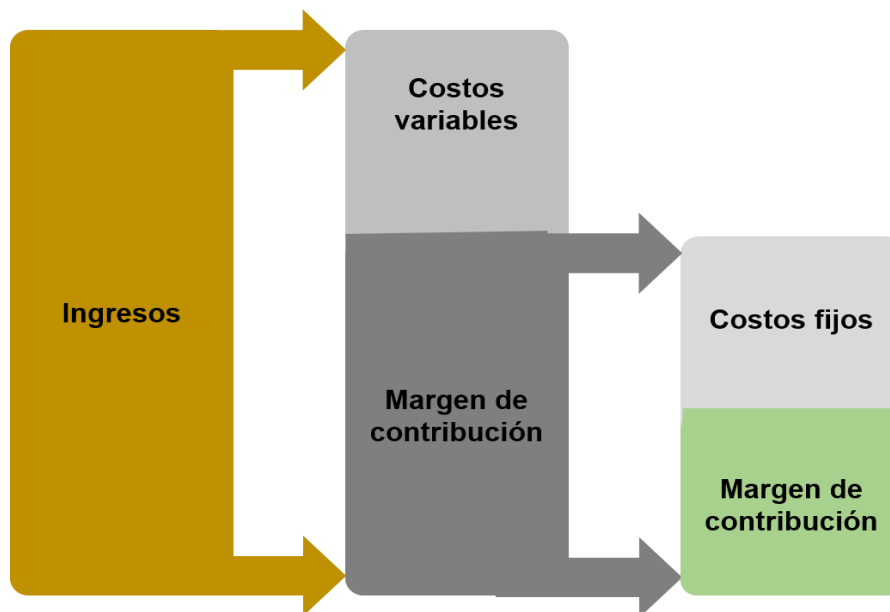 Ingresos
Costos
variables
Margen de
contribución
Costos fijos
Margen de
contribución